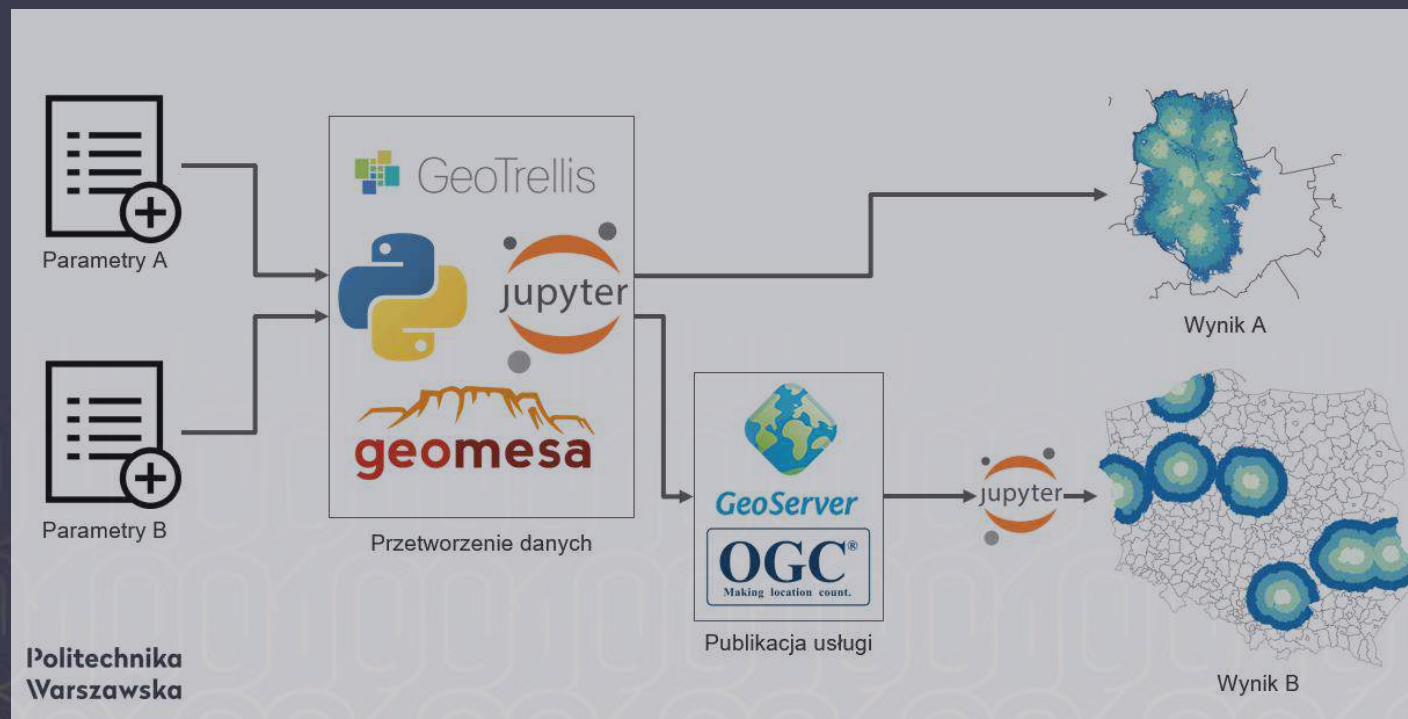 Parametry A
Parametry B
GeoTrellis
jupyter
geomesa
Przetworzenie danych
GeoServer
OGC®
Making location count.
Publikacja usługi
jupyter
Wynik A
Wynik B
Politechnika
Warszawska